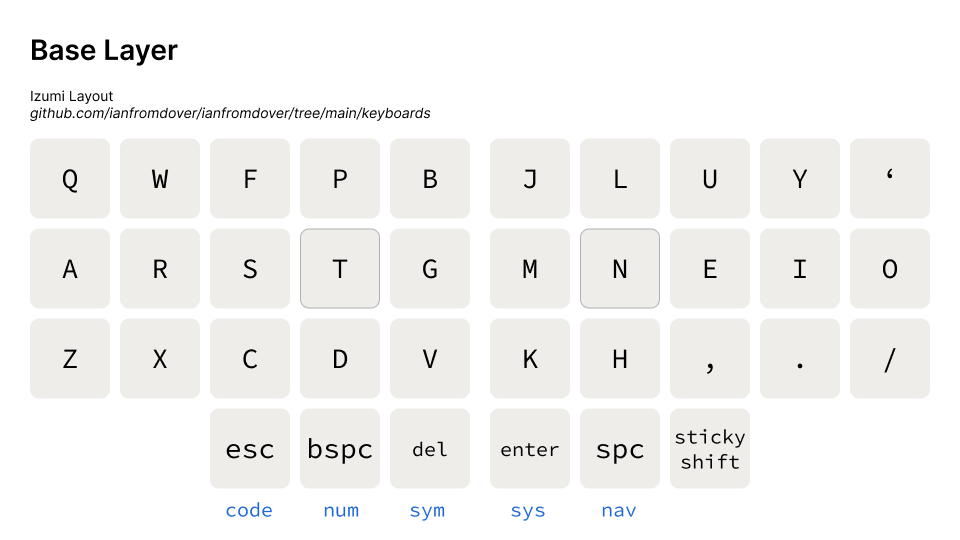 Base Layer
Izumi Layout
github.com/ianfromdover/ianfromdover/tree/main/keyboards
Q W F P B J L U Y ‘
A R S T G M N E I O
Z X C D V K H , . /
esc bspc del enter spc sticky shift
code num sym sys nav